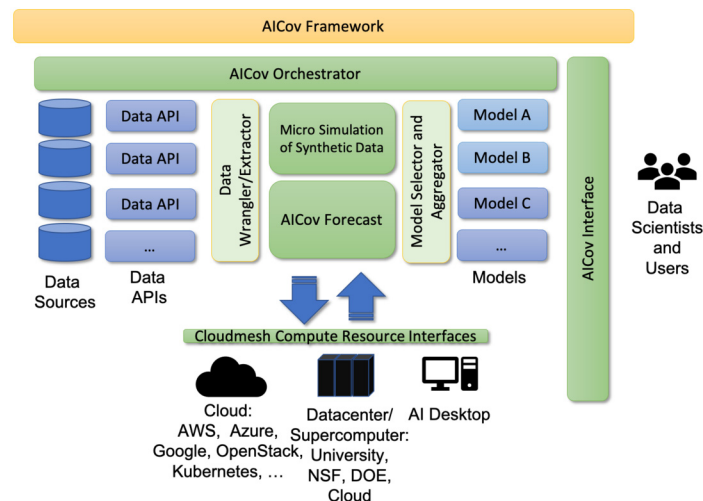 AICov Framework
AICov Orchestrator
Data API
Data API
Data API
...
Data
Sources
Data
APIs
Data
Wrangler/Extractor
Micro Simulation
of Synthetic Data
AICov Forecast
Model Selector and
Aggregator
Model A
Model B
Model C
...
Models
AICov Interface
Data
Scientists
and
Users
Cloudmesh Compute Resource Interfaces
Cloud:
AWS, Azure,
Google, OpenStack,
Kubernetes, ...
Datacenter/
Supercomputer:
University,
NSF, DOE,
Cloud
AI Desktop